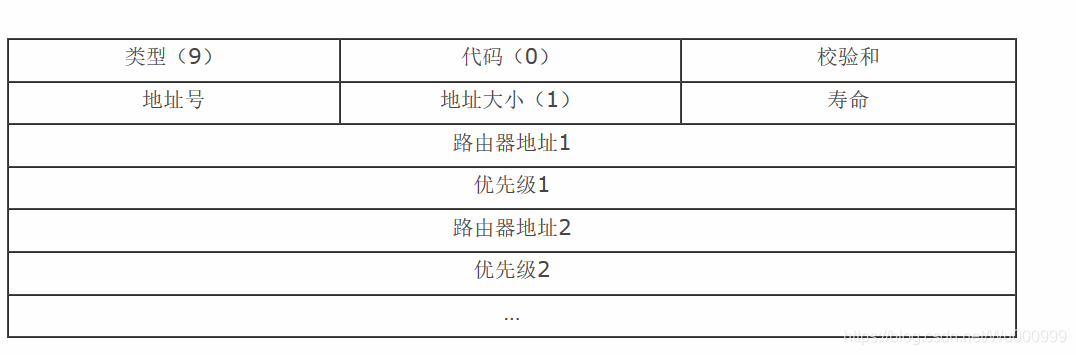 类型（9） 代码（0） 校验和
地址号 地址大小（1） 寿命
路由器地址1
优先级1
路由器地址2
优先级2
...
https://blog.csdn.net/Wu000999